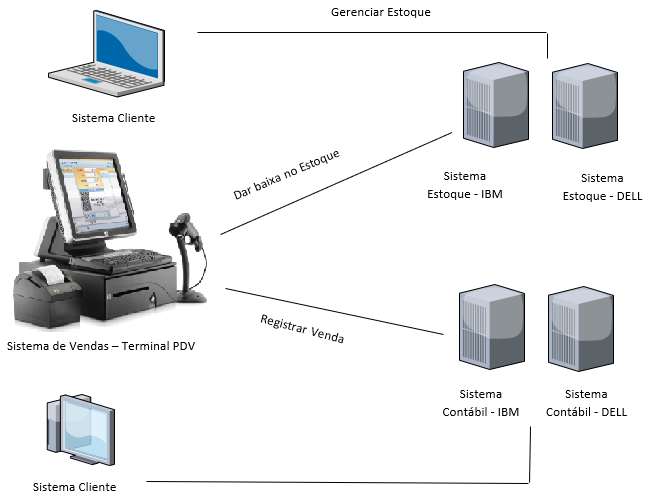 Gerenciar Estoque
Sistema Cliente
Dar baixa no Estoque
Sistema
Estoque - IBM
Sistema
Estoque - DELL
Registrar Venda
Sistema de Vendas – Terminal PDV
Sistema
Contábil - IBM
Sistema
Contábil - DELL
Sistema Cliente